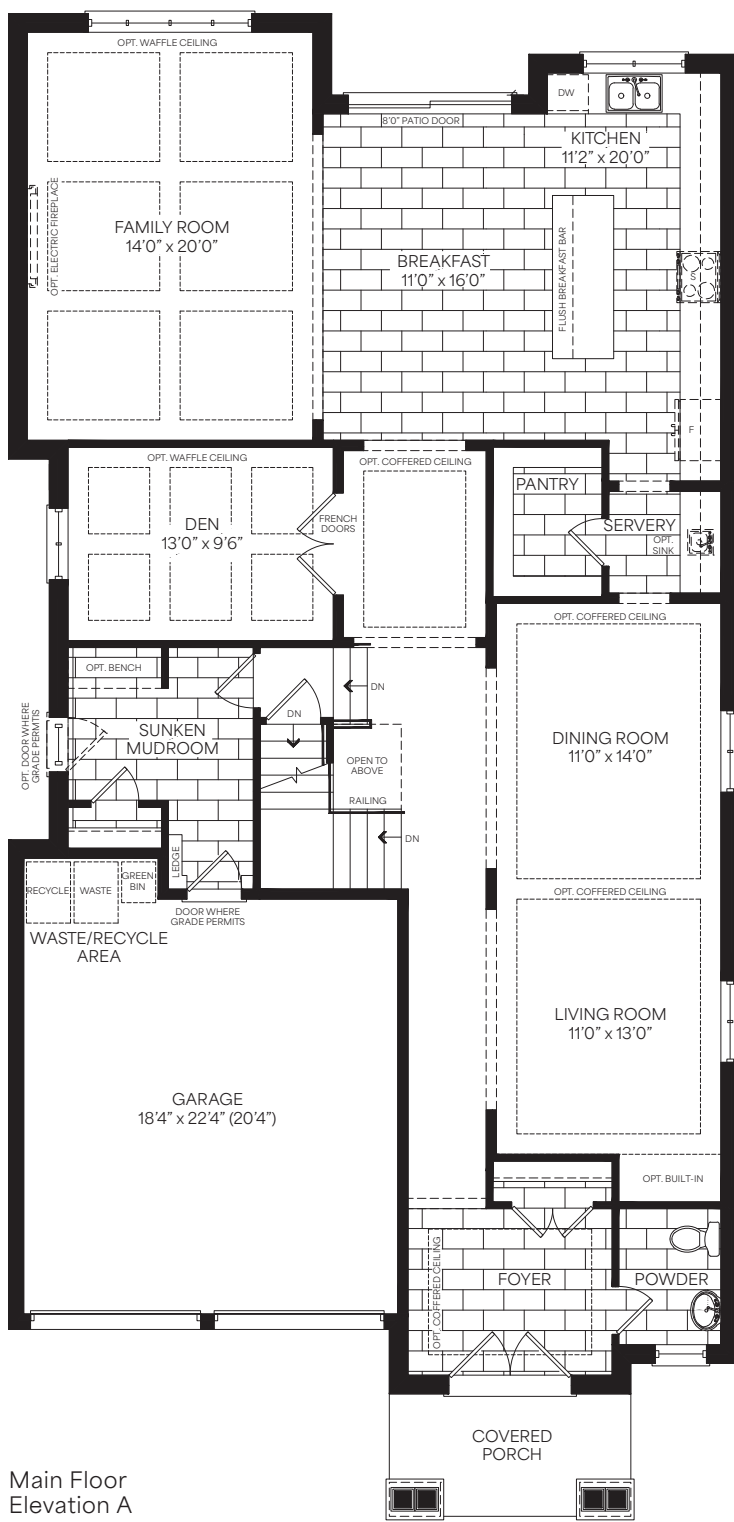 OPT. WAFFLE CEILING
DW
8'0" PATIO DOOR
KITCHEN
11'2" x 20'0"
OPT. ELECTRIC FIREPLACE
FAMILY ROOM
14'0" x 20'0"
BREAKFAST
11'0" x 16'0"
FLUSH BREAKFAST BAR
S
F
OPT. WAFFLE CEILING
OPT. COFFERED CEILING
DEN
13'0" x 9'6"
FRENCH
DOORS
PANTRY
SERVERY
OPT.
SINK
OPT. COFFERED CEILING
OPT. BENCH
DN
DN
OPT. DOOR WHERE
GRADE PERMTIS
SUNKEN
MUDROOM
OPEN TO
ABOVE
RAILING
DINING ROOM
11'0" x 14'0"
DN
LEDGE
RECYCLE
WASTE
GREEN
BIN
OPT. COFFERED CEILING
DOOR WHERE
GRADE PERMITS
WASTE/RECYCLE
AREA
LIVING ROOM
11'0" x 13'0"
GARAGE
18'4" x 22'4" (20'4")
OPT. BUILT-IN
OPT. COFFERED CEILING
FOYER
POWDER
COVERED
PORCH
Main Floor
Elevation A